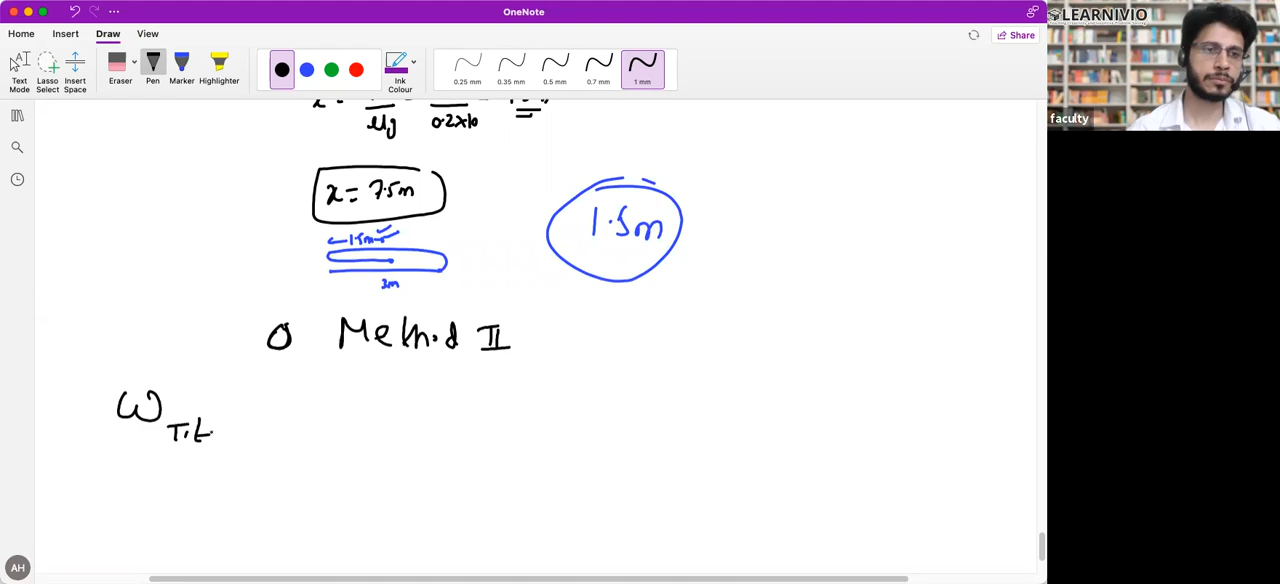 OneNote
LEARNIVIO
Home Insert Draw View
Share
Text Mode
Lasso Select
Insert Space
Eraser
Pen
Marker
Highlighter
Ink Colour
0.25 mm
0.35 mm
0.5 mm
0.7 mm
1 mm
faculty
μg 0.2x10
x = 7.5m
1.5m
1.5m
3m
Method II
W
AH